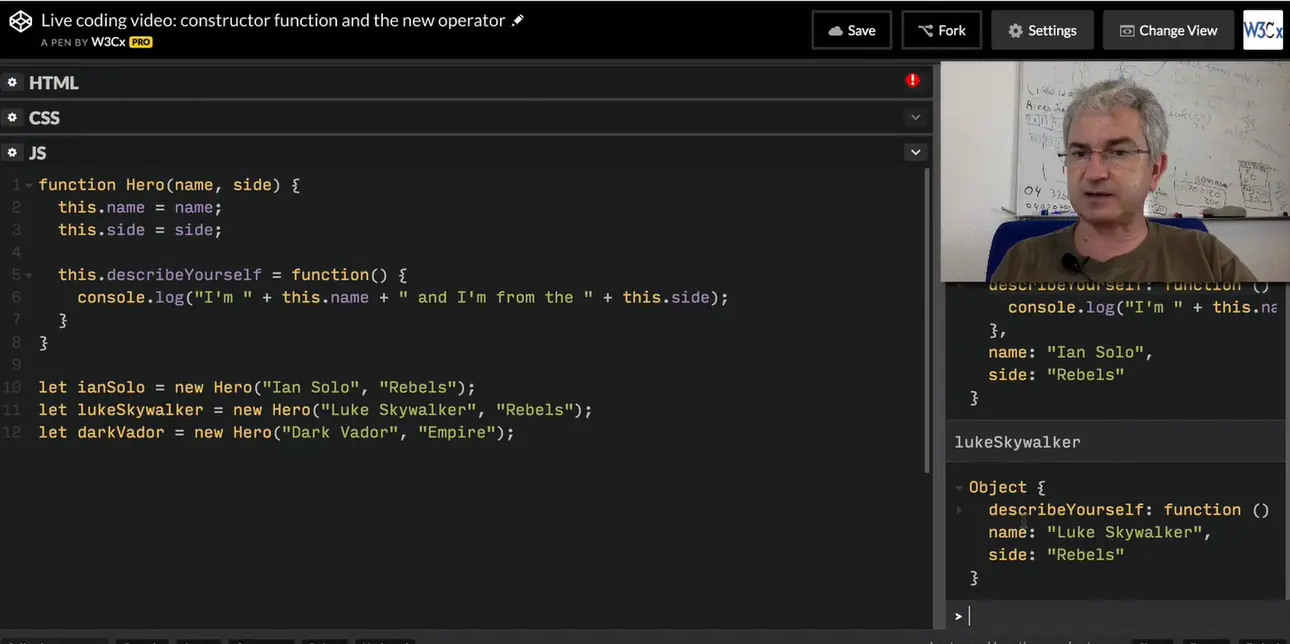 Live coding video: constructor function and the new operator
A PEN BY W3Cx PRO
Save
Fork
Settings
Change View
W3Cx
HTML
CSS
JS
1 function Hero(name, side) {
2 this.name = name;
3 this.side = side;
4
5 this.describeYourself = function() {
6 console.log("I'm " + this.name + " and I'm from the " + this.side);
7 }
8 }
9
10 let ianSolo = new Hero("Ian Solo", "Rebels");
11 let lukeSkywalker = new Hero("Luke Skywalker", "Rebels");
12 let darkVador = new Hero("Dark Vador", "Empire");
describeYourself: function ()
console.log("I'm " + this.na
},
name: "Ian Solo",
side: "Rebels"
}
lukeSkywalker
Object {
describeYourself: function ()
name: "Luke Skywalker",
side: "Rebels"
}
>